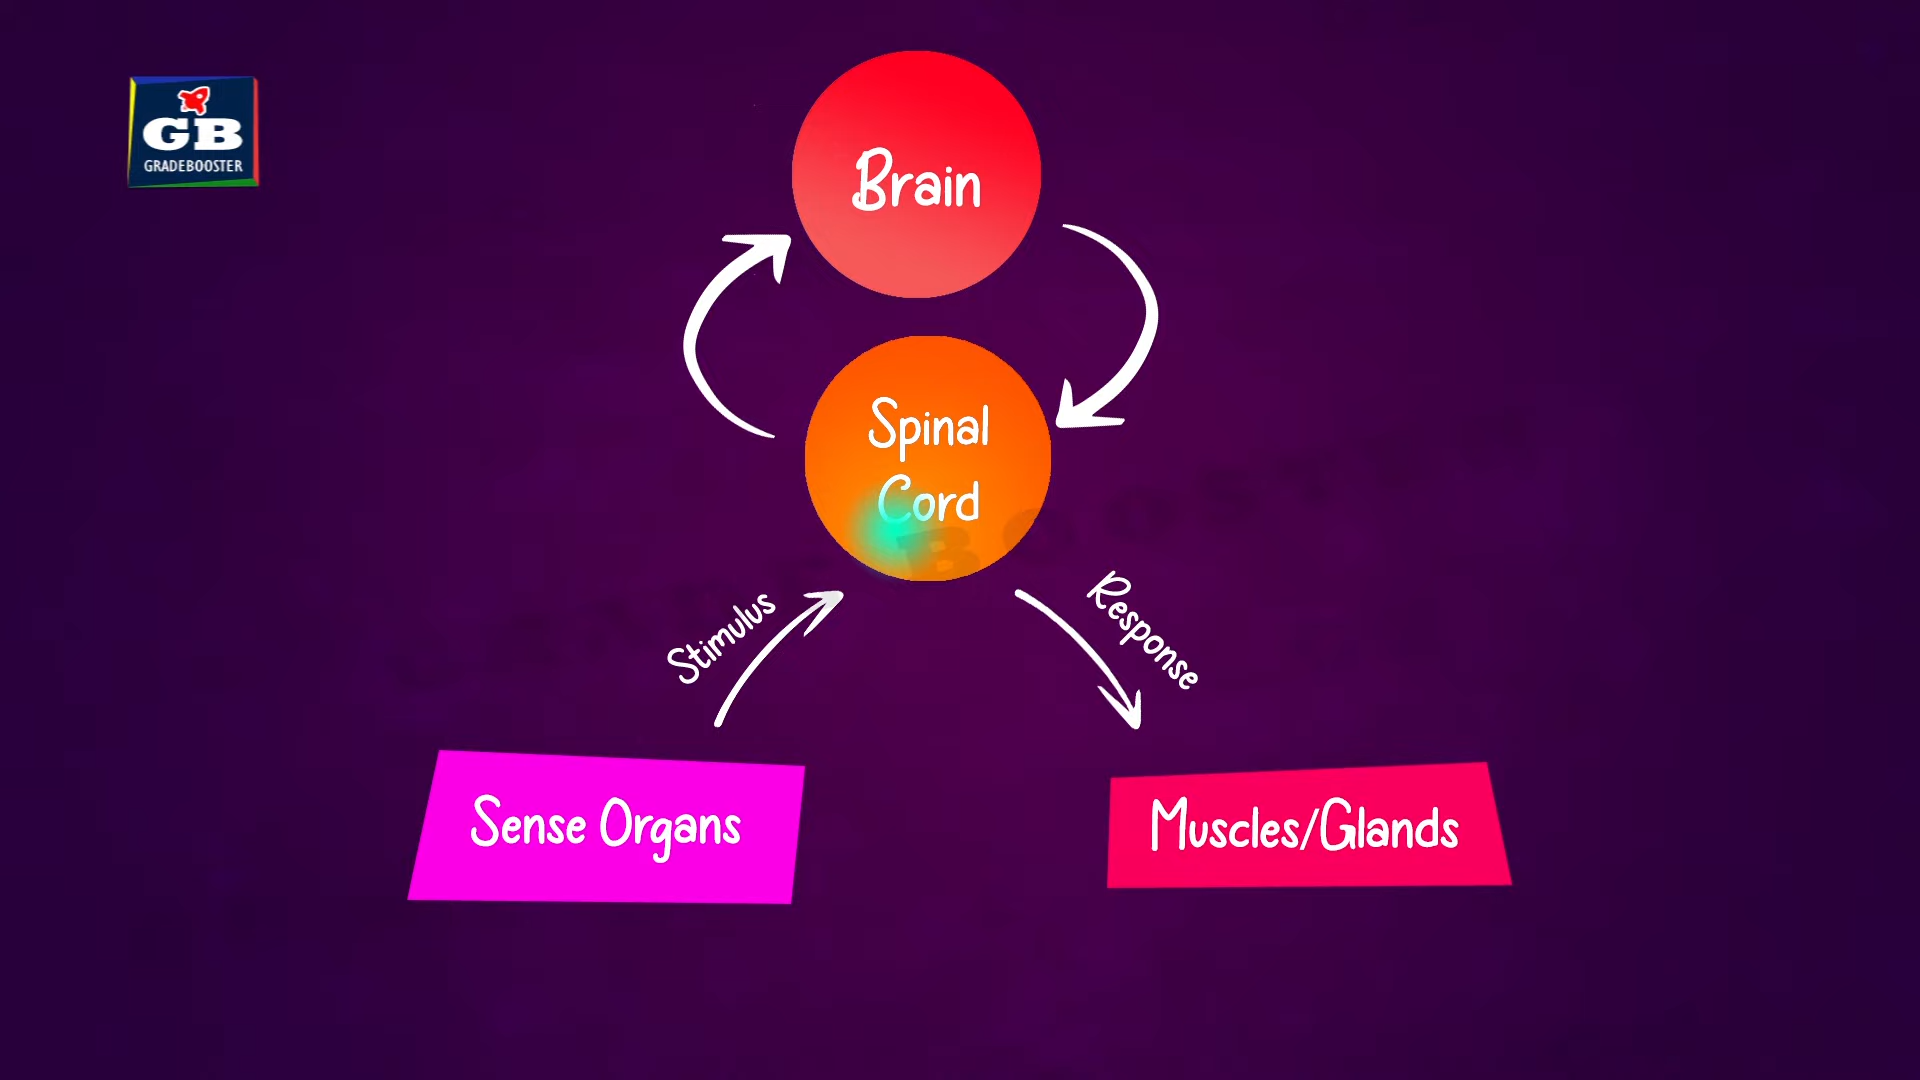 GB
GRADEBOOSTER
Brain
Spinal
Cord
Stimulus
Response
Sense Organs
Muscles/Glands